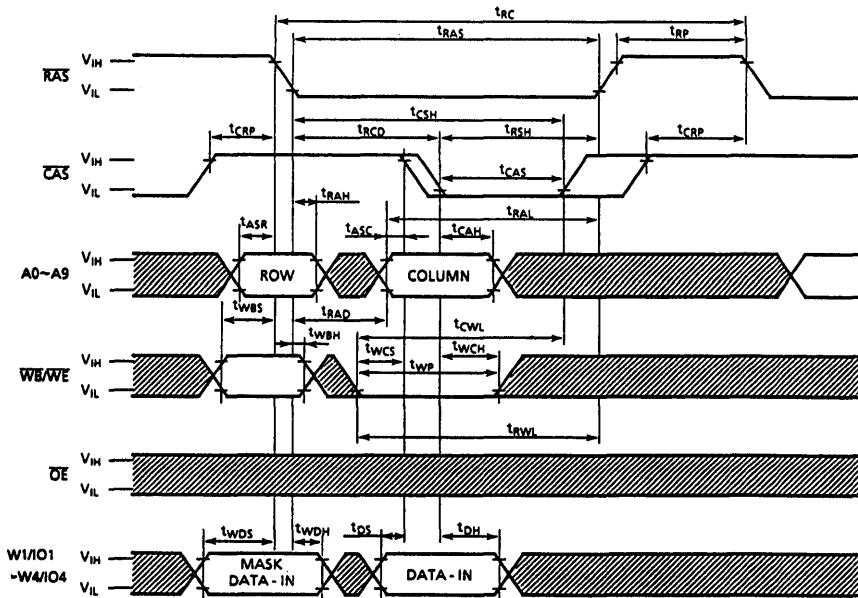 tRC
tRAS
tRP
RAS
VIH
VIL
tCSH
tCRP
tRCD
tRSH
tCRP
CAS
VIH
VIL
tCAS
tRAH
tRAL
tASR
tASC
tCAH
A0~A9
VIH
VIL
ROW
COLUMN
tWBS
tRAD
tCWL
tWBH
tWCS
tWCH
WB/WE
VIH
VIL
tWP
tRWL
OE
VIH
VIL
tWDS
tWDH
tDS
tDH
W1/IO1
~W4/IO4
VIH
VIL
MASK
DATA-IN
DATA-IN